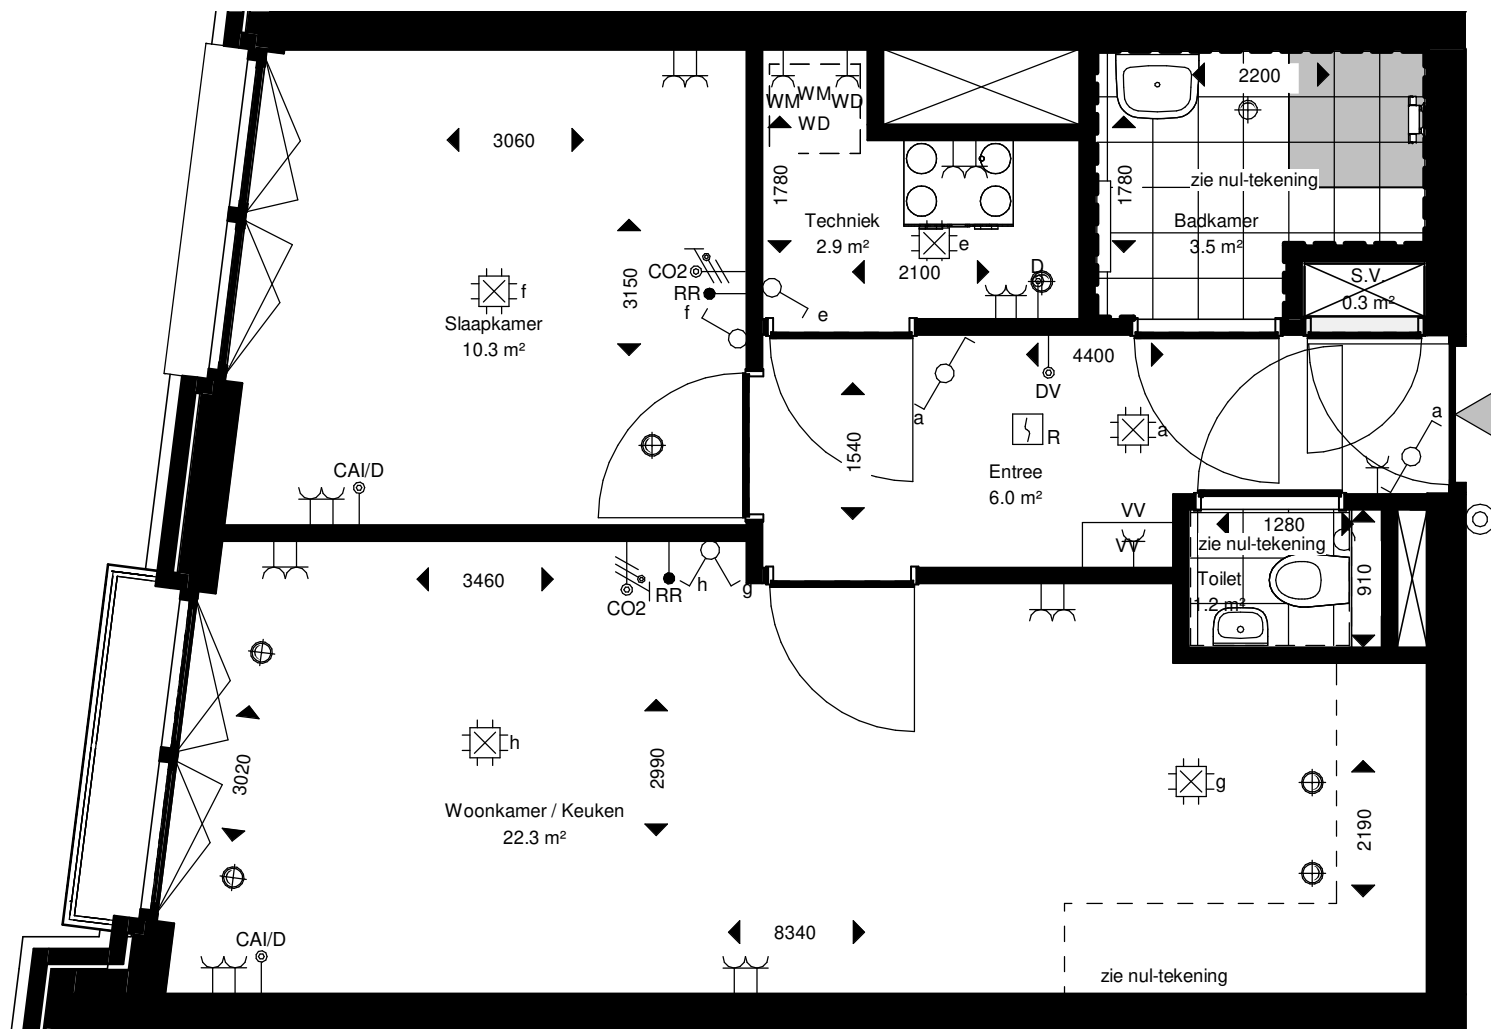 2200
WM WM WD
WD
3060
1780
1780
zie nul-tekening
Techniek
2.9 m²
Badkamer
3.5 m²
e
CO2
2100
D
S.V.
0.3 m²
RR
3150
f
f
e
Slaapkamer
10.3 m²
4400
DV
a
a
R
a
1540
Entree
6.0 m²
CAI/D
VV
VV
1280
zie nul-tekening
3460
h
g
RR
CO2
Toilet
1.2 m²
910
h
3020
2990
g
Woonkamer / Keuken
22.3 m²
2190
CAI/D
8340
zie nul-tekening